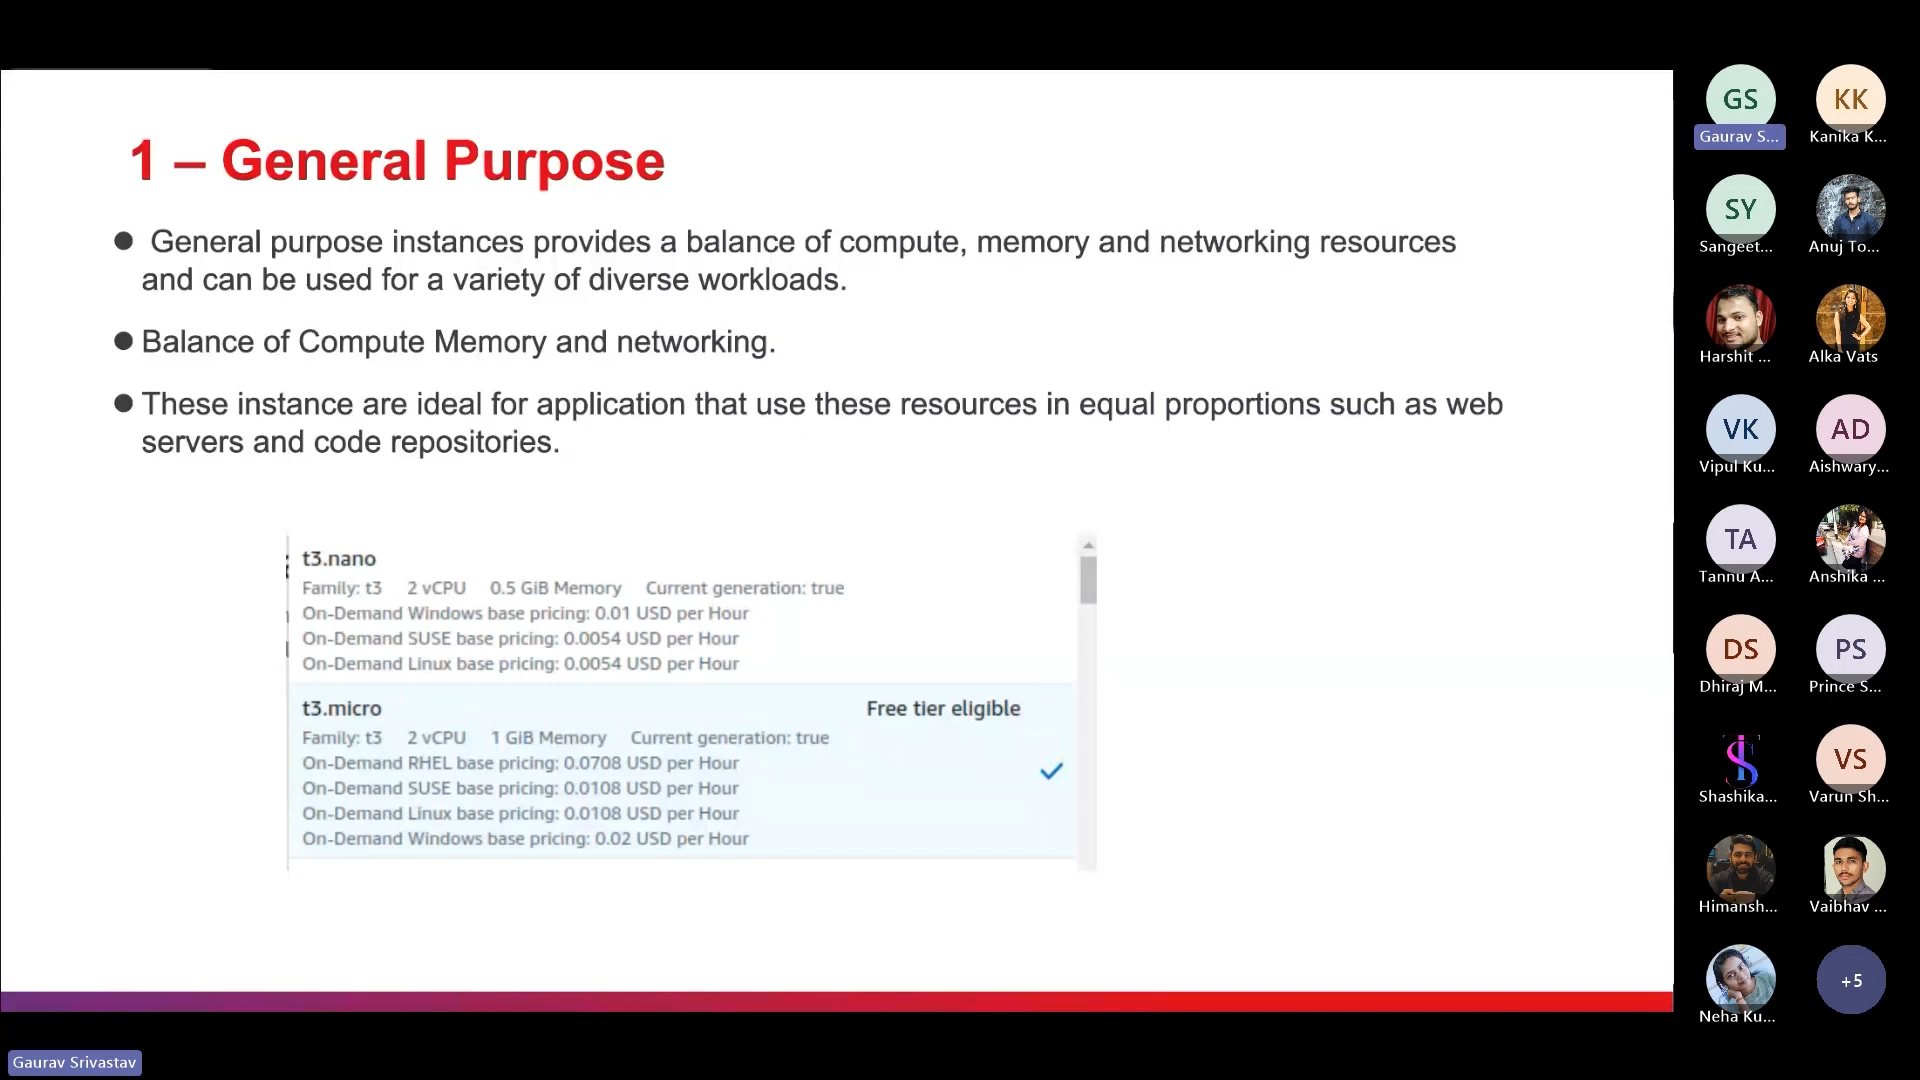 1 – General Purpose
● General purpose instances provides a balance of compute, memory and networking resources
and can be used for a variety of diverse workloads.
● Balance of Compute Memory and networking.
● These instance are ideal for application that use these resources in equal proportions such as web
servers and code repositories.
t3.nano
Family: t3 2 vCPU 0.5 GiB Memory Current generation: true
On-Demand Windows base pricing: 0.01 USD per Hour
On-Demand SUSE base pricing: 0.0054 USD per Hour
On-Demand Linux base pricing: 0.0054 USD per Hour
t3.micro Free tier eligible
Family: t3 2 vCPU 1 GiB Memory Current generation: true
On-Demand RHEL base pricing: 0.0708 USD per Hour
On-Demand SUSE base pricing: 0.0108 USD per Hour
On-Demand Linux base pricing: 0.0108 USD per Hour
On-Demand Windows base pricing: 0.02 USD per Hour
GS KK
Gaurav S... Kanika K...
SY
Sangeet... Anuj To...
Harshit ... Alka Vats
VK AD
Vipul Ku... Aishwary...
TA
Tannu A... Anshika ...
DS PS
Dhiraj M... Prince S...
VS
Shashika... Varun Sh...
Himansh... Vaibhav ...
+5
Neha Ku...
Gaurav Srivastav